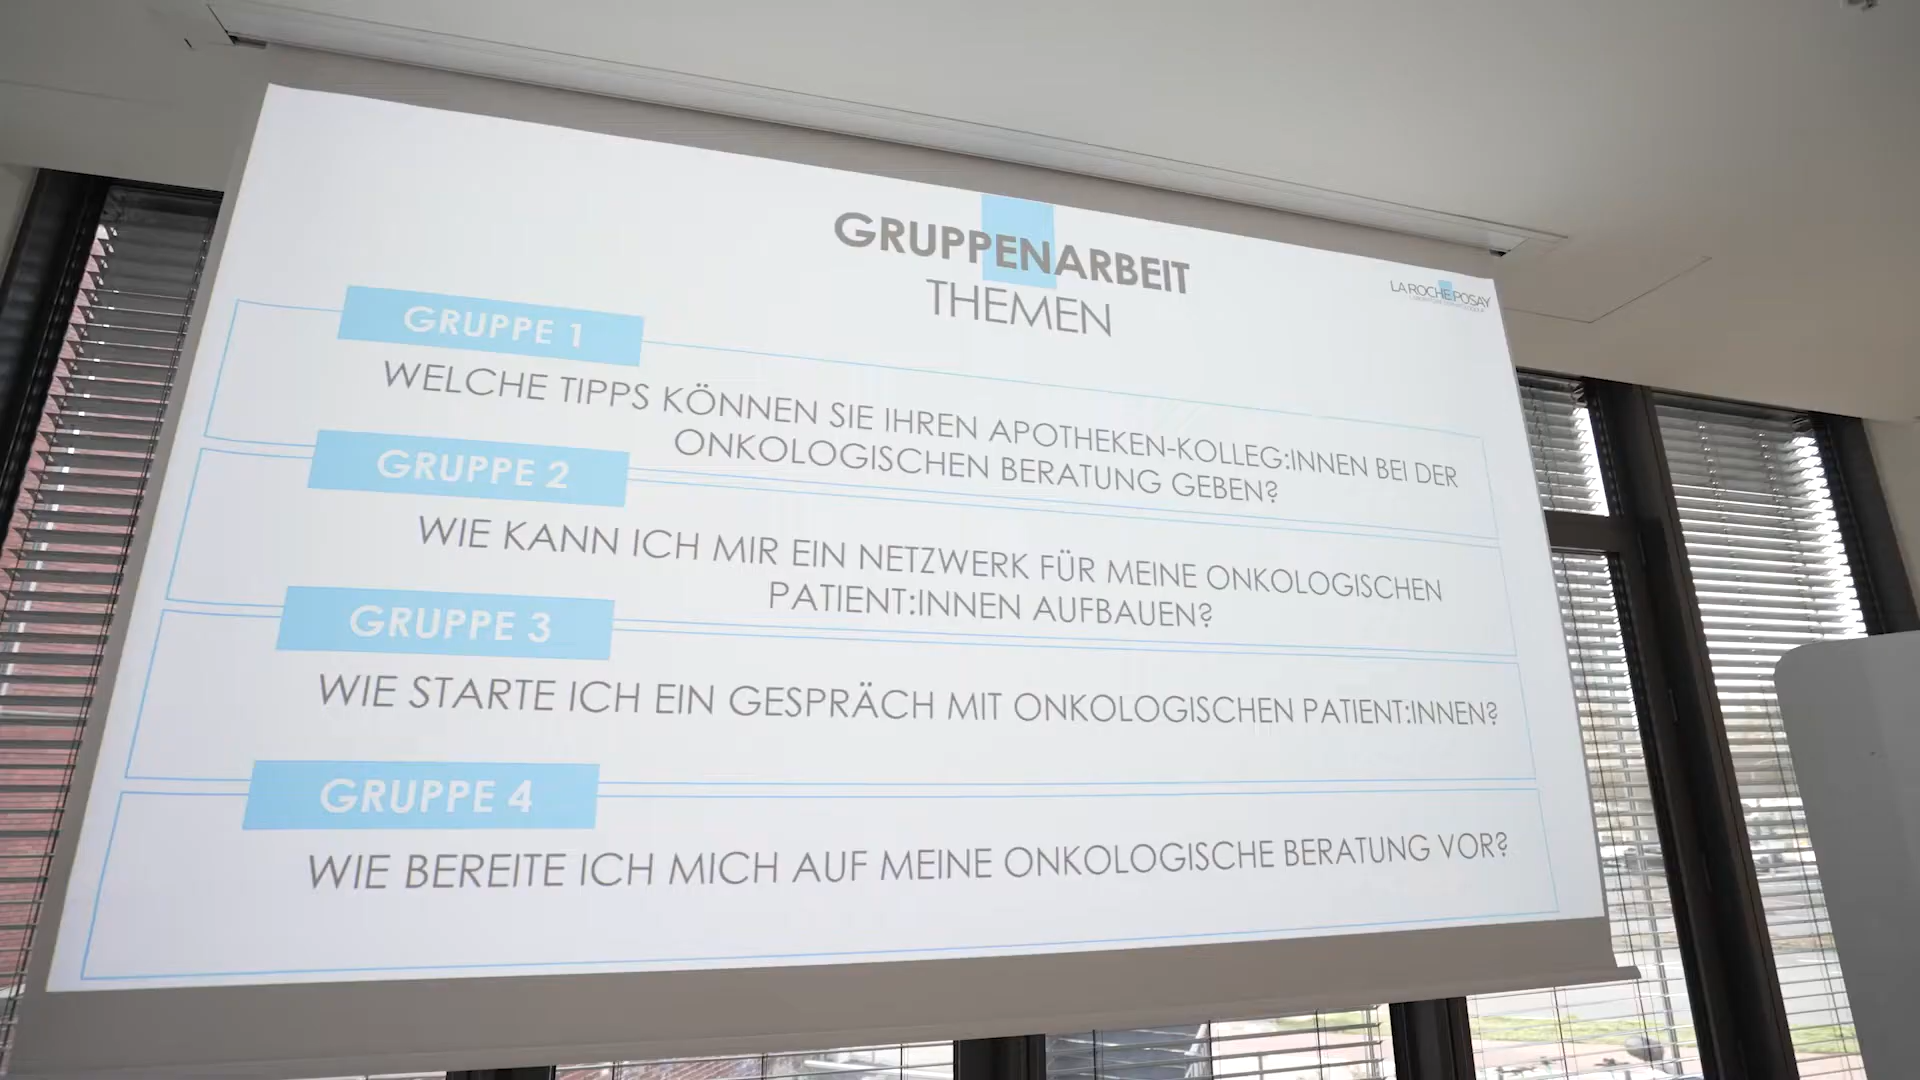 GRUPPENARBEIT
THEMEN
LA ROCHE POSAY
GRUPPE 1
WELCHE TIPPS KÖNNEN SIE IHREN APOTHEKEN-KOLLEG:INNEN BEI DER
ONKOLOGISCHEN BERATUNG GEBEN?
GRUPPE 2
WIE KANN ICH MIR EIN NETZWERK FÜR MEINE ONKOLOGISCHEN
PATIENT:INNEN AUFBAUEN?
GRUPPE 3
WIE STARTE ICH EIN GESPRÄCH MIT ONKOLOGISCHEN PATIENT:INNEN?
GRUPPE 4
WIE BEREITE ICH MICH AUF MEINE ONKOLOGISCHE BERATUNG VOR?